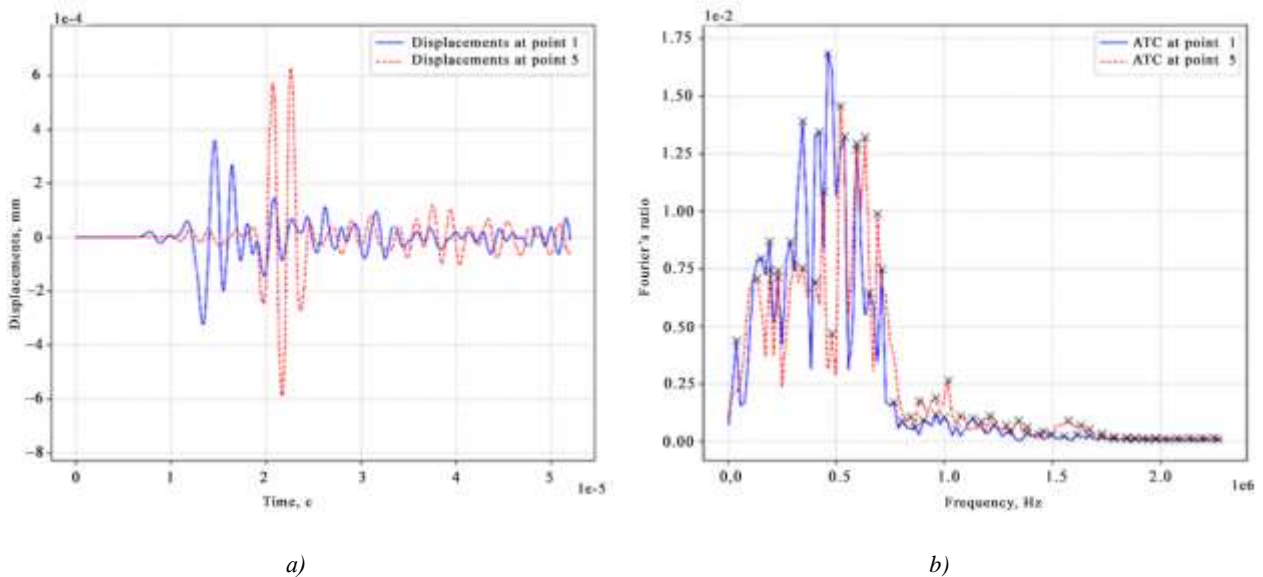 1e-4
Displacements at point 1
Displacements at point 5
6
4
2
0
−2
−4
−6
−8
Displacements, mm
0
1
2
3
4
5
1e-5
Time, c
a)
1e-2
ATC at point 1
ATC at point 5
1.75
1.50
1.25
1.00
0.75
0.50
0.25
0.00
Fourier's ratio
0,0
0.5
1.0
1.5
2.0
1e6
Frequency, Hz
b)